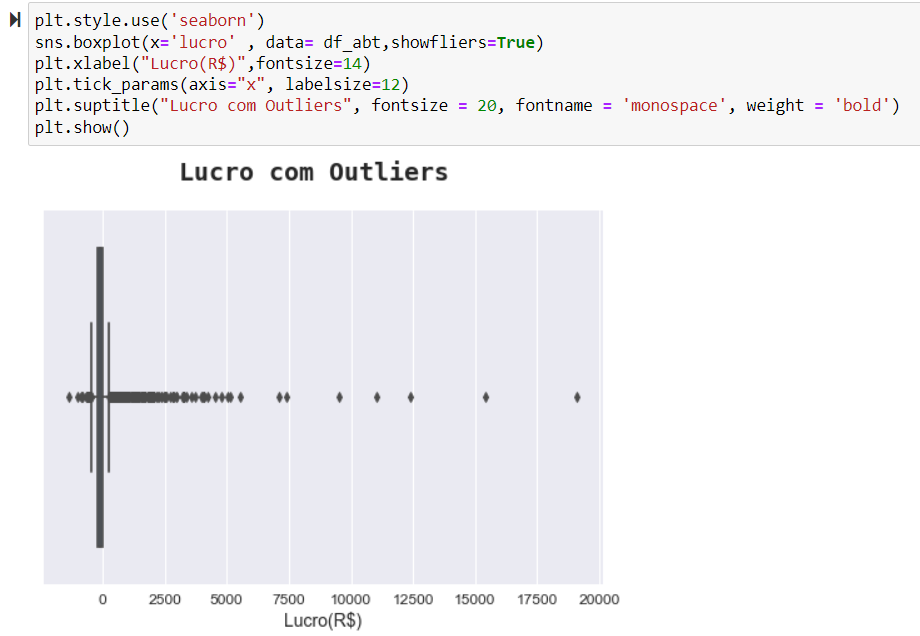 plt.style.use('seaborn')
sns.boxplot(x='lucro' , data= df_abt,showfliers=True)
plt.xlabel("Lucro(R$)",fontsize=14)
plt.tick_params(axis="x", labelsize=12)
plt.suptitle("Lucro com Outliers", fontsize = 20, fontname = 'monospace', weight = 'bold')
plt.show()
Lucro com Outliers
0 2500 5000 7500 10000 12500 15000 17500 20000
Lucro(R$)